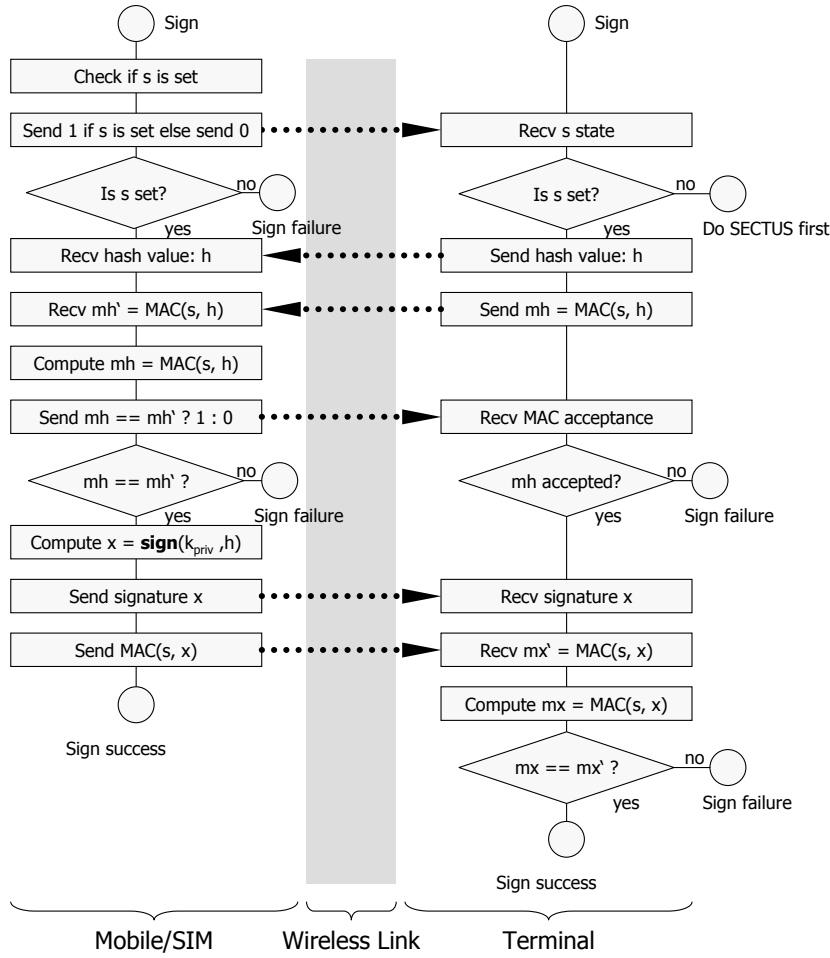 Sign
Sign
Check if s is set
Send 1 if s is set else send 0
Recv s state
Is s set?
no
Is s set?
no
yes
Sign failure
yes
Do SECTUS first
Recv hash value: h
Send hash value: h
Recv mh‘ = MAC(s, h)
Send mh = MAC(s, h)
Compute mh = MAC(s, h)
Send mh == mh‘ ? 1 : 0
Recv MAC acceptance
mh == mh‘ ?
no
mh accepted?
no
yes
Sign failure
yes
Sign failure
Compute x = sign(kpriv ,h)
Send signature x
Recv signature x
Send MAC(s, x)
Recv mx‘ = MAC(s, x)
Compute mx = MAC(s, x)
Sign success
mx == mx‘ ?
no
yes
Sign failure
Sign success
Mobile/SIM
Wireless Link
Terminal